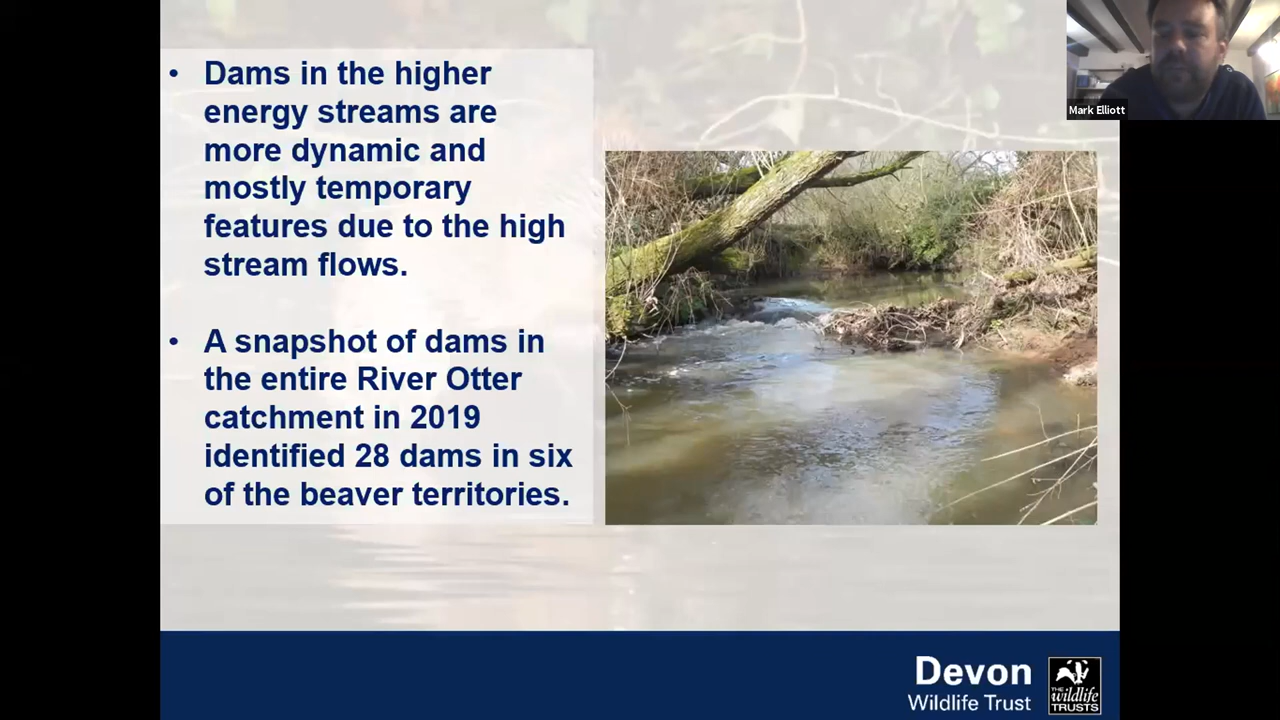 Mark Elliott
• Dams in the higher
energy streams are
more dynamic and
mostly temporary
features due to the high
stream flows.
• A snapshot of dams in
the entire River Otter
catchment in 2019
identified 28 dams in six
of the beaver territories.
Devon
Wildlife Trust
THE
wildlife
TRUSTS